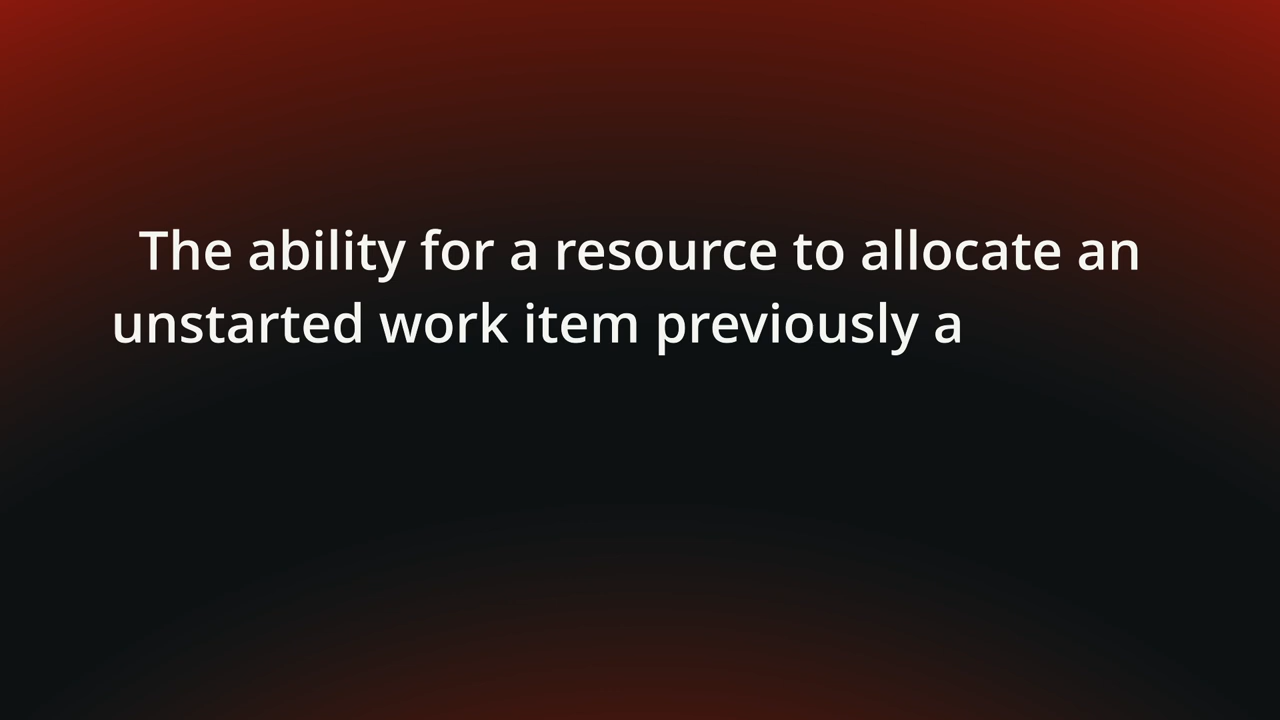 The ability for a resource to allocate an
unstarted work item previously a